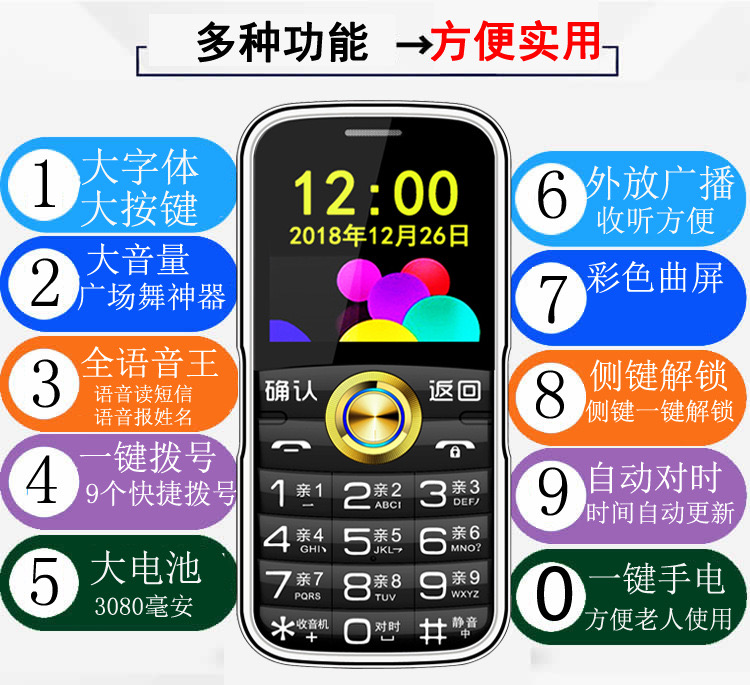 多种功能 →方便实用
1 大字体
大按键
2 大音量
广场舞神器
3 全语音王
语音读短信
语音报姓名
4 一键拨号
9个快捷拨号
5 大电池
3080毫安
12:00
2018年12月26日
确认 返回
1 亲1 2 亲2 ABC 3 亲3 DEF
4 亲4 GHI 5 亲5 JKL 6 亲6 MNO?
7 亲7 PQRS 8 亲8 TUV 9 亲9 WXYZ
* 收音机 + 0 对时 # 静音 中
6 外放广播
收听方便
7 彩色曲屏
8 侧键解锁
侧键一键解锁
9 自动对时
时间自动更新
0 一键手电
方便老人使用